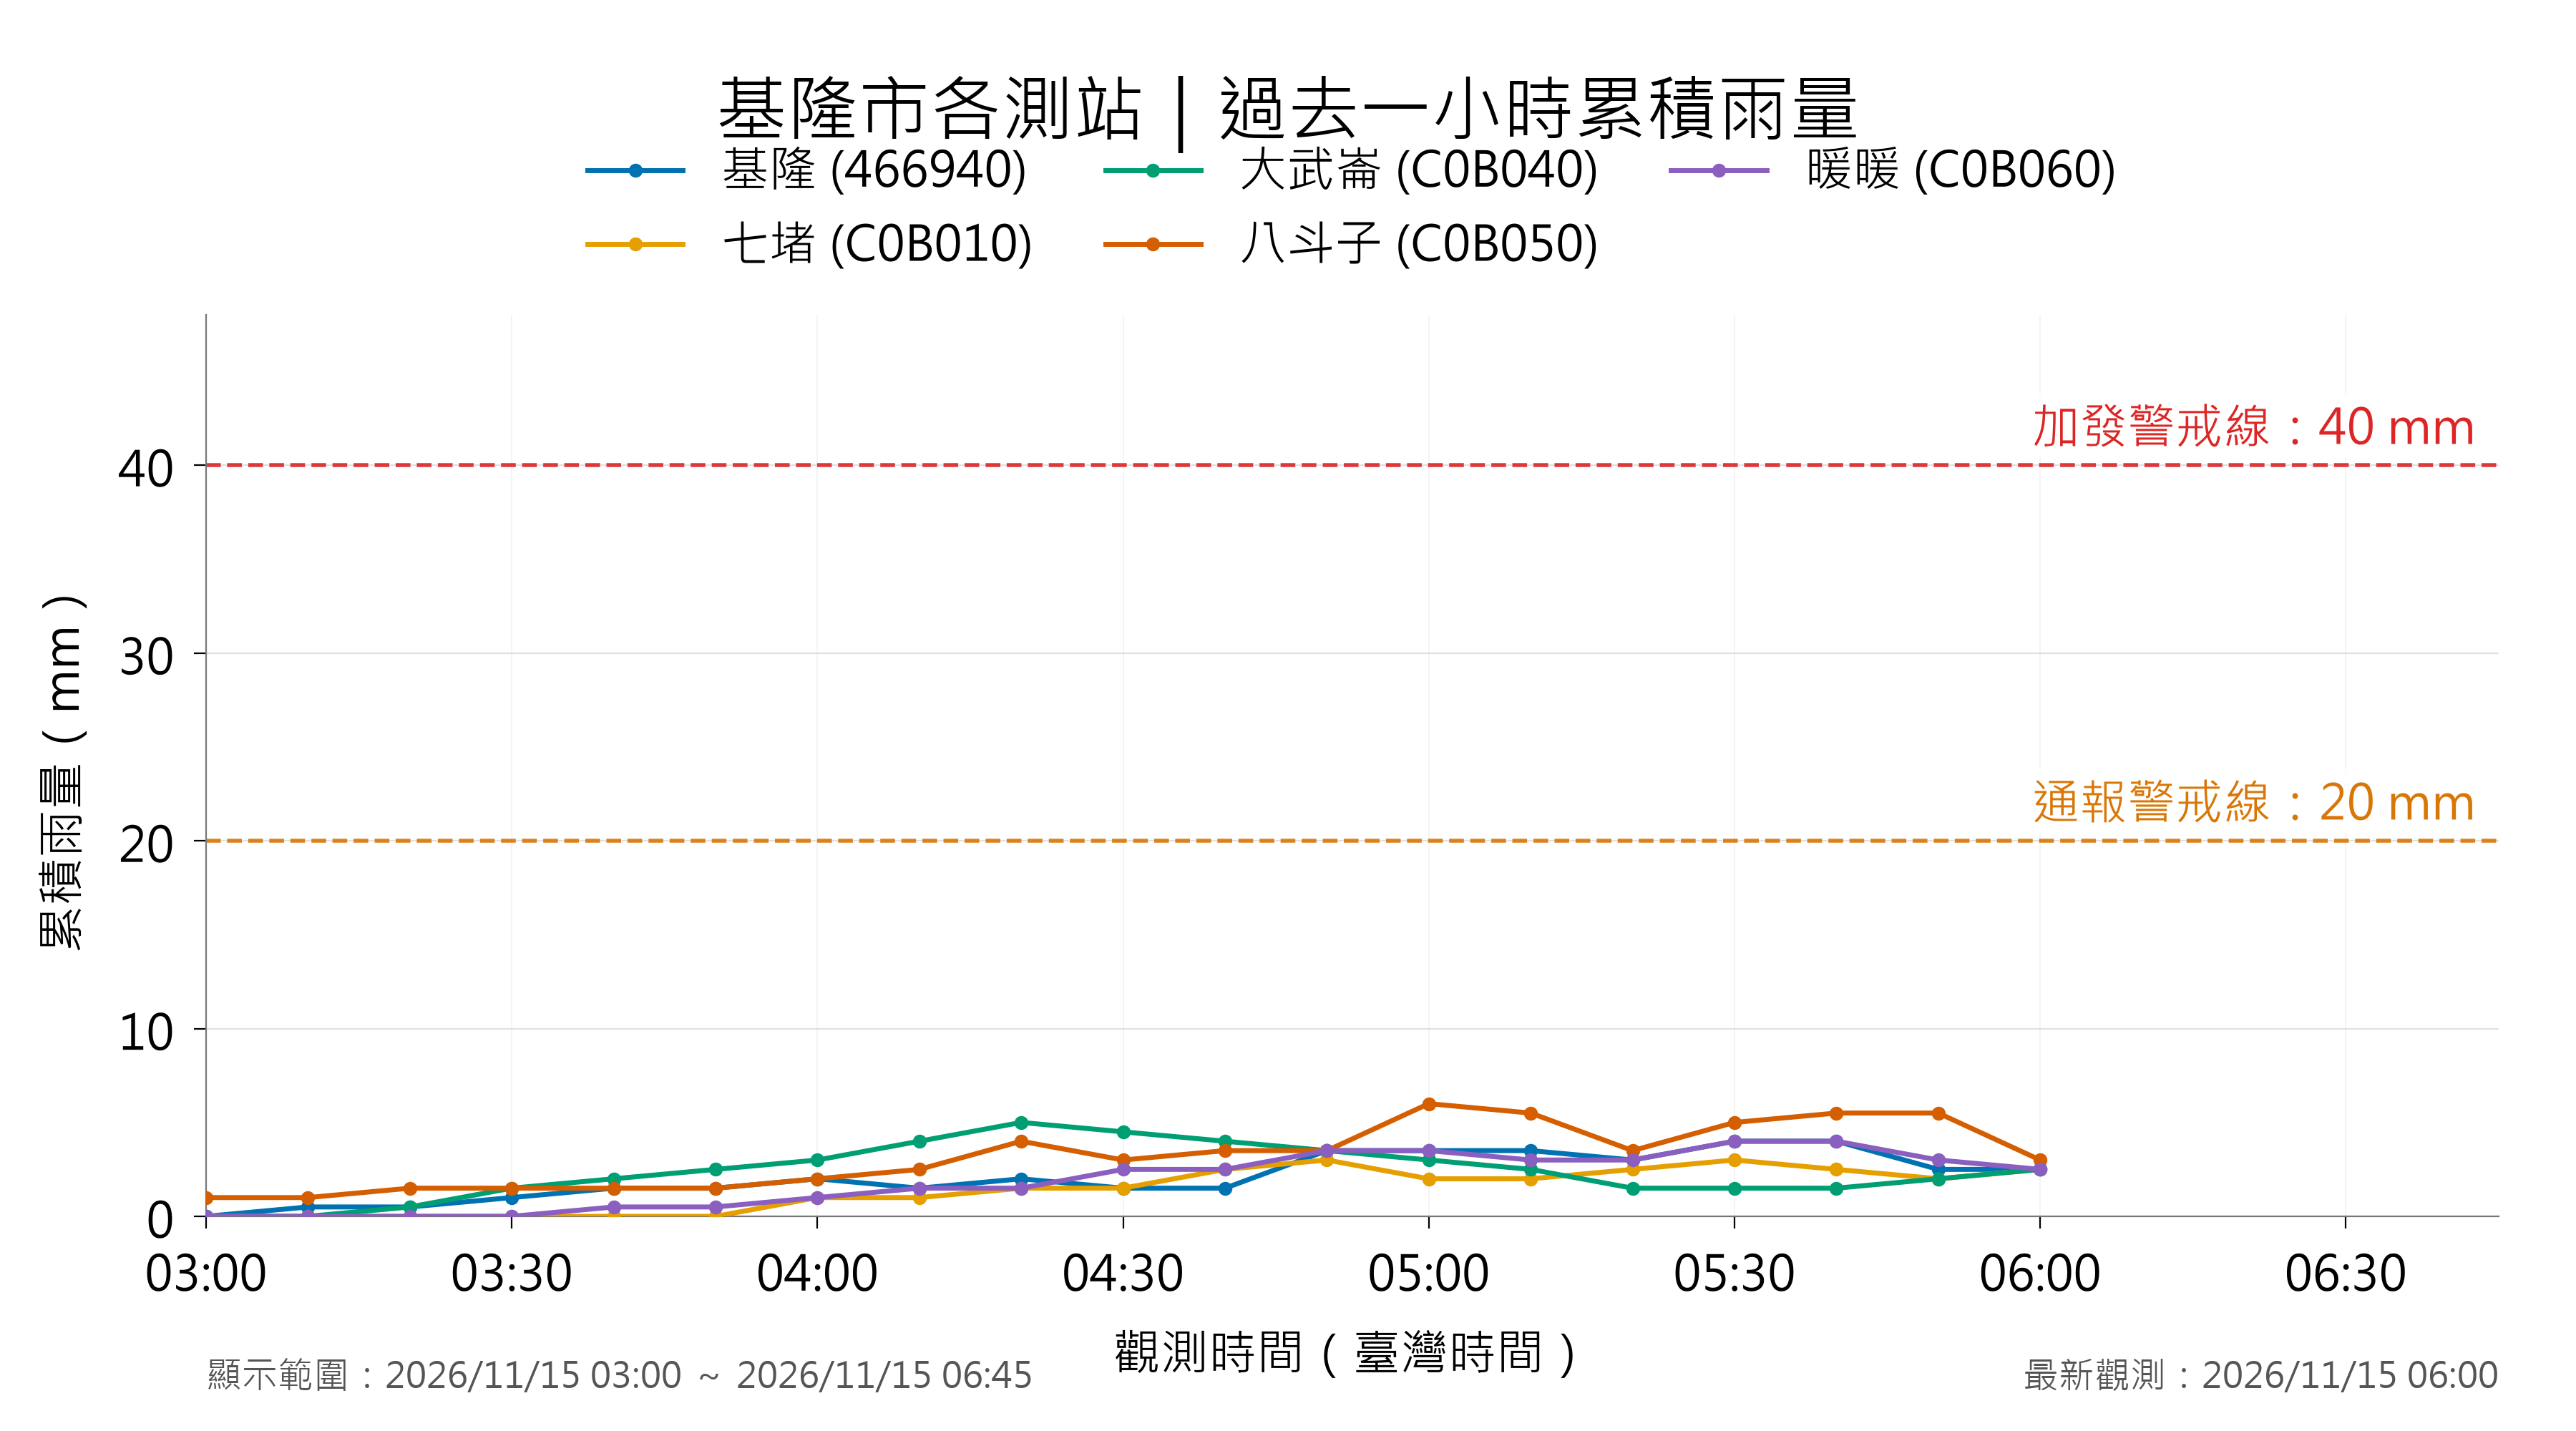 基隆市各測站｜過去一小時累積雨量
基隆 (466940)
大武崙 (C0B040)
暖暖 (C0B060)
七堵 (C0B010)
八斗子 (C0B050)
累積雨量（mm）
40
30
20
10
0
加發警戒線：40 mm
通報警戒線：20 mm
03:00
03:30
04:00
04:30
05:00
05:30
06:00
06:30
觀測時間（臺灣時間）
顯示範圍：2026/11/15 03:00 ~ 2026/11/15 06:45
最新觀測：2026/11/15 06:00